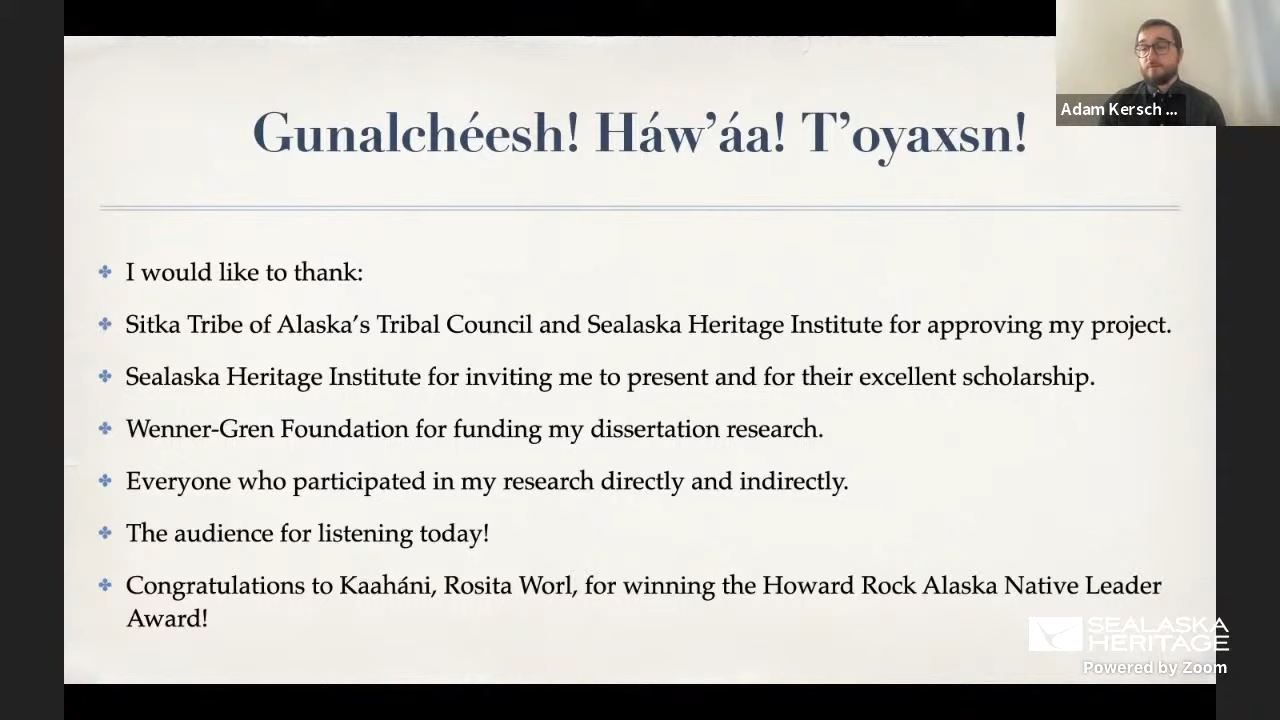 Gunalchéesh! Háw’áa! T’oyaxsn!
Adam Kersch ...
I would like to thank:
Sitka Tribe of Alaska’s Tribal Council and Sealaska Heritage Institute for approving my project.
Sealaska Heritage Institute for inviting me to present and for their excellent scholarship.
Wenner-Gren Foundation for funding my dissertation research.
Everyone who participated in my research directly and indirectly.
The audience for listening today!
Congratulations to Kaaháni, Rosita Worl, for winning the Howard Rock Alaska Native Leader
Award!
SEALASKA
HERITAGE
Powered by Zoom